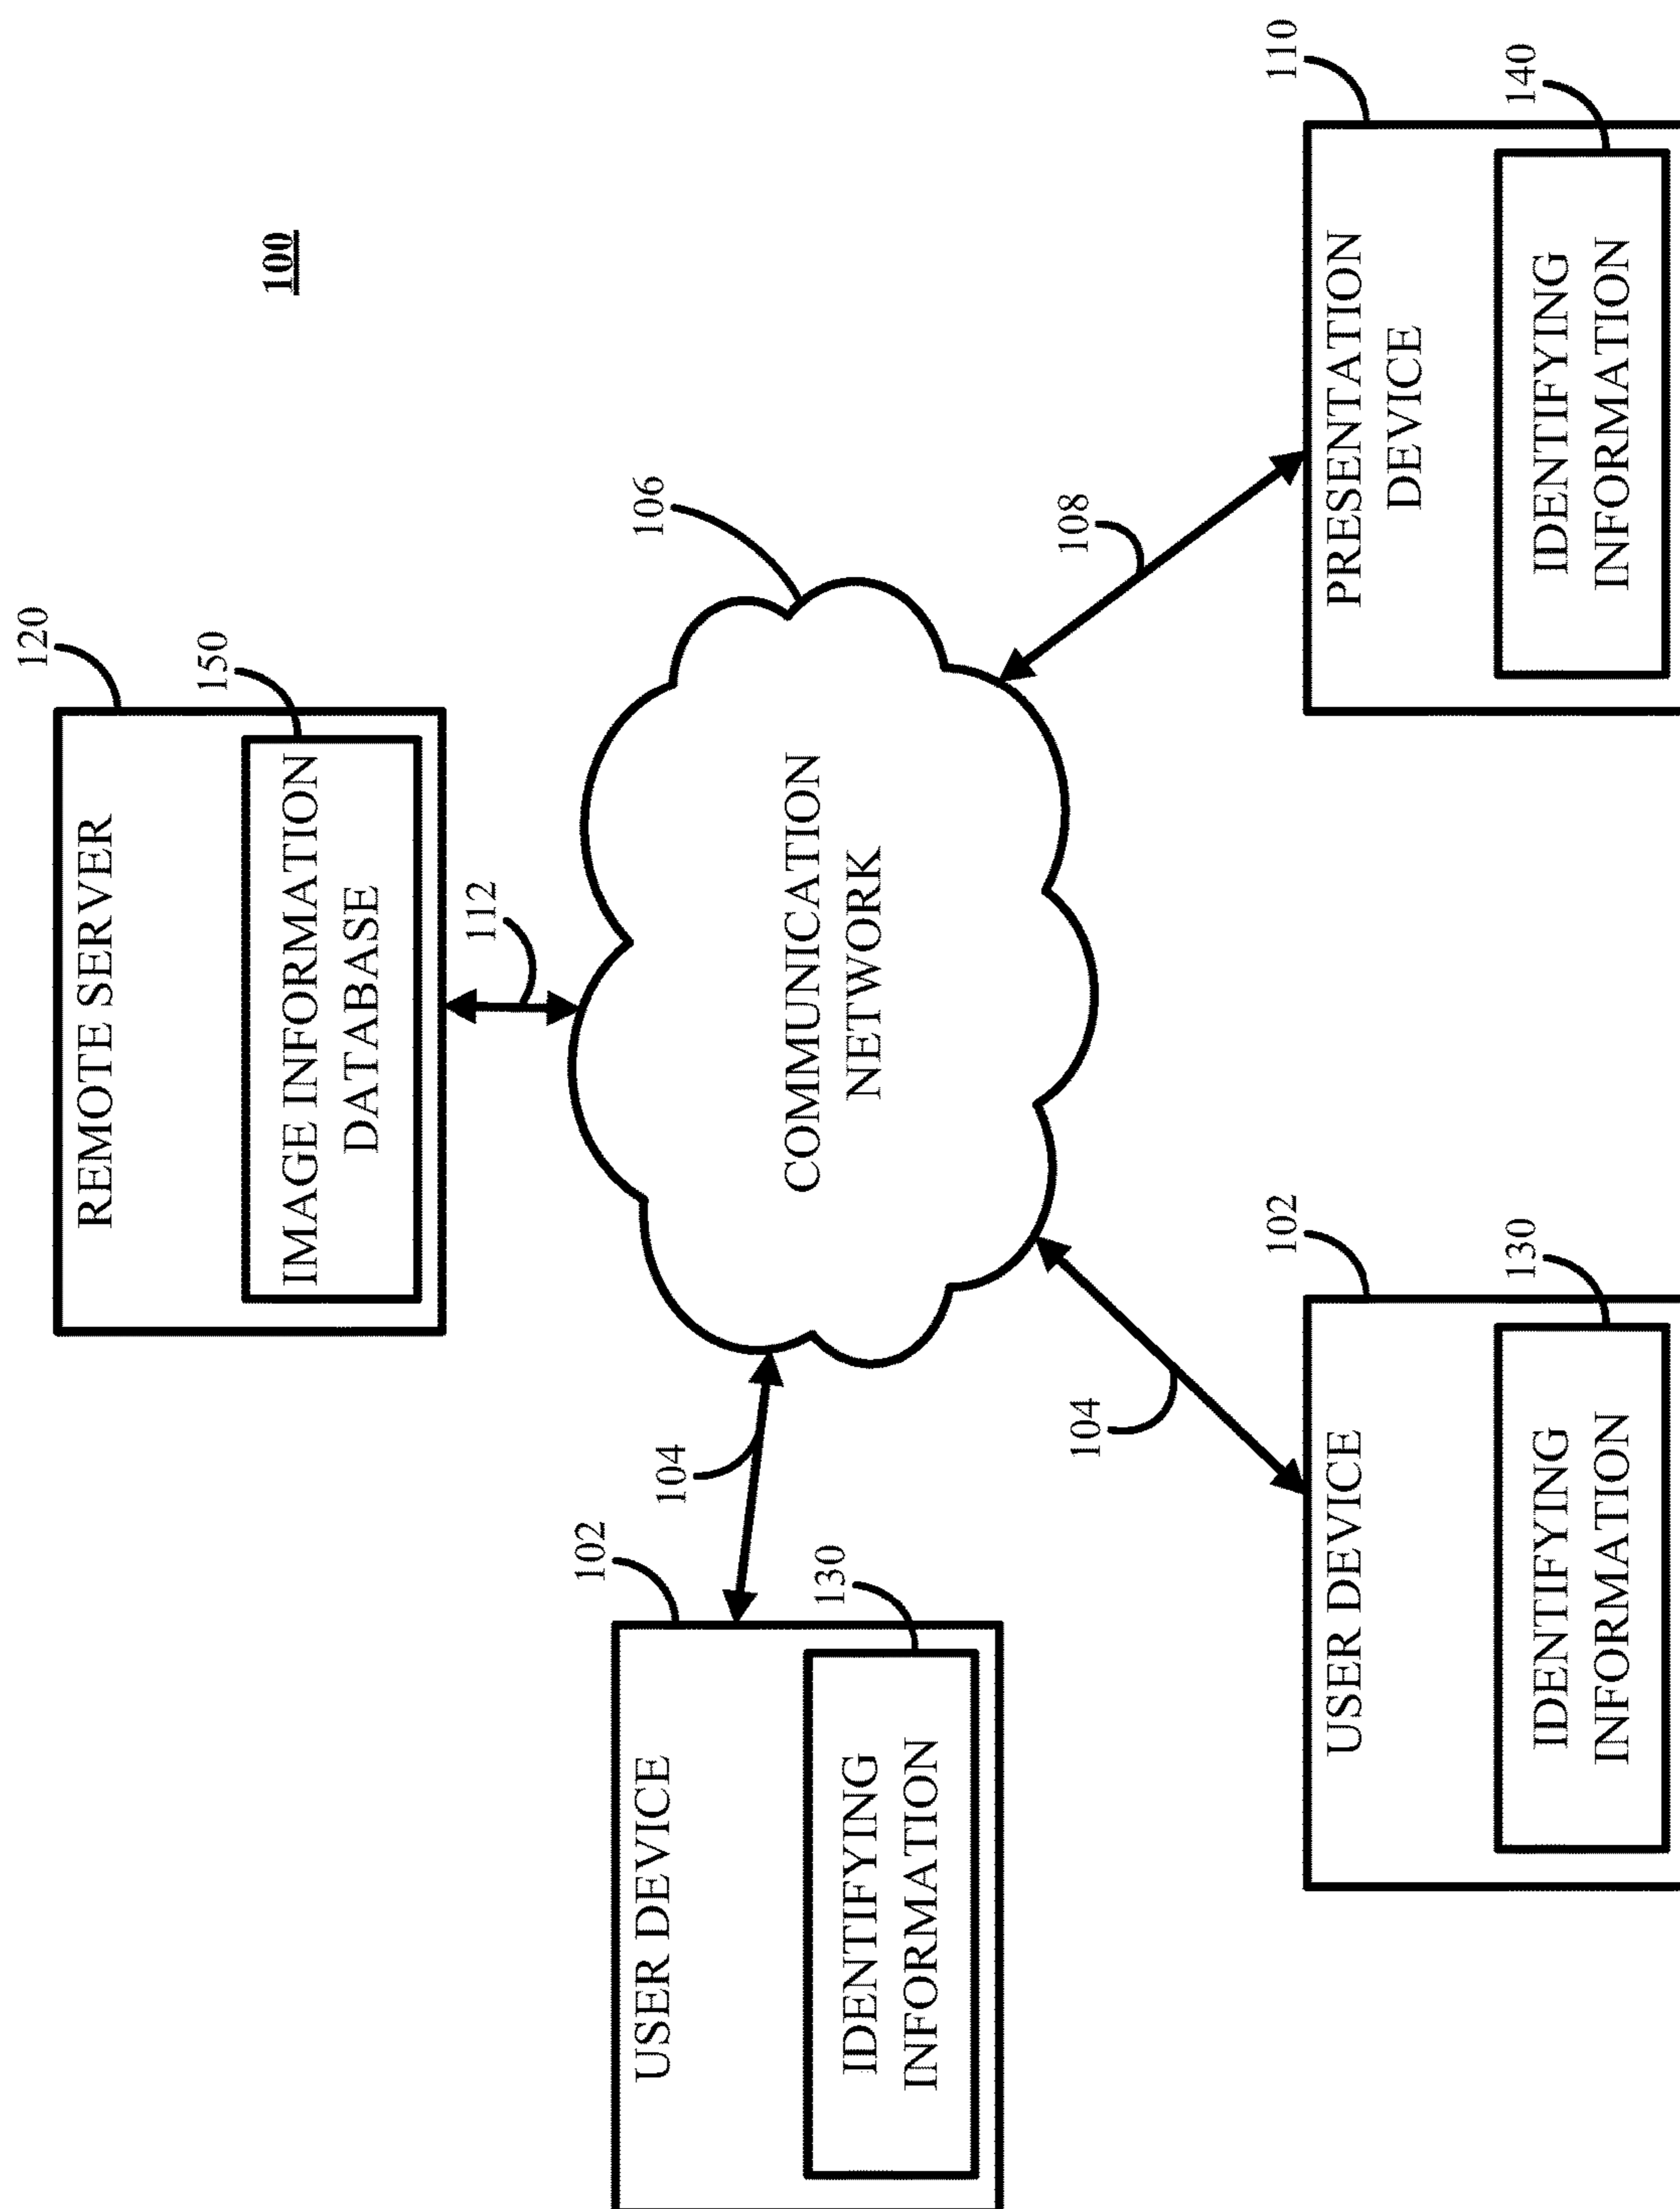 100
120
REMOTE SERVER
150
IMAGE INFORMATION
DATABASE
112
102
USER DEVICE
130
IDENTIFYING
INFORMATION
104
106
COMMUNICATION
NETWORK
104
108
102
USER DEVICE
130
IDENTIFYING
INFORMATION
110
PRESENTATION
DEVICE
140
IDENTIFYING
INFORMATION